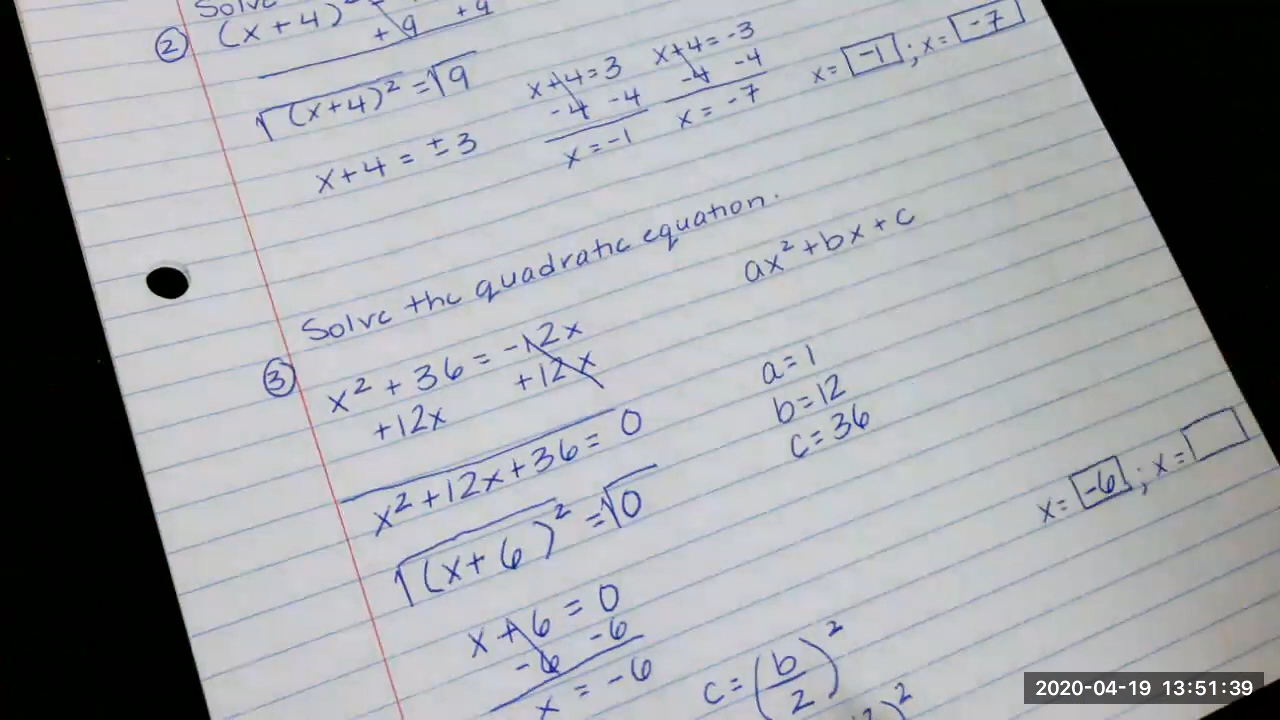 Solve
② (x+4)²
+9 +9
√(x+4)² = √9
x+4 = ±3
x+4=3
-4 -4
x=-1
x+4=-3
-4 -4
x= -7
x= -1 ; x= -7
Solve the quadratic equation.
ax² + bx + c
③ x² + 36 = -12x
+12x +12x
x² + 12x + 36 = 0
√(x+6)² = √0
x+6 = 0
-6 -6
x = -6
a=1
b=12
c=36
x= -6 ; x=
c = (b/2)²
2020-04-19 13:51:39